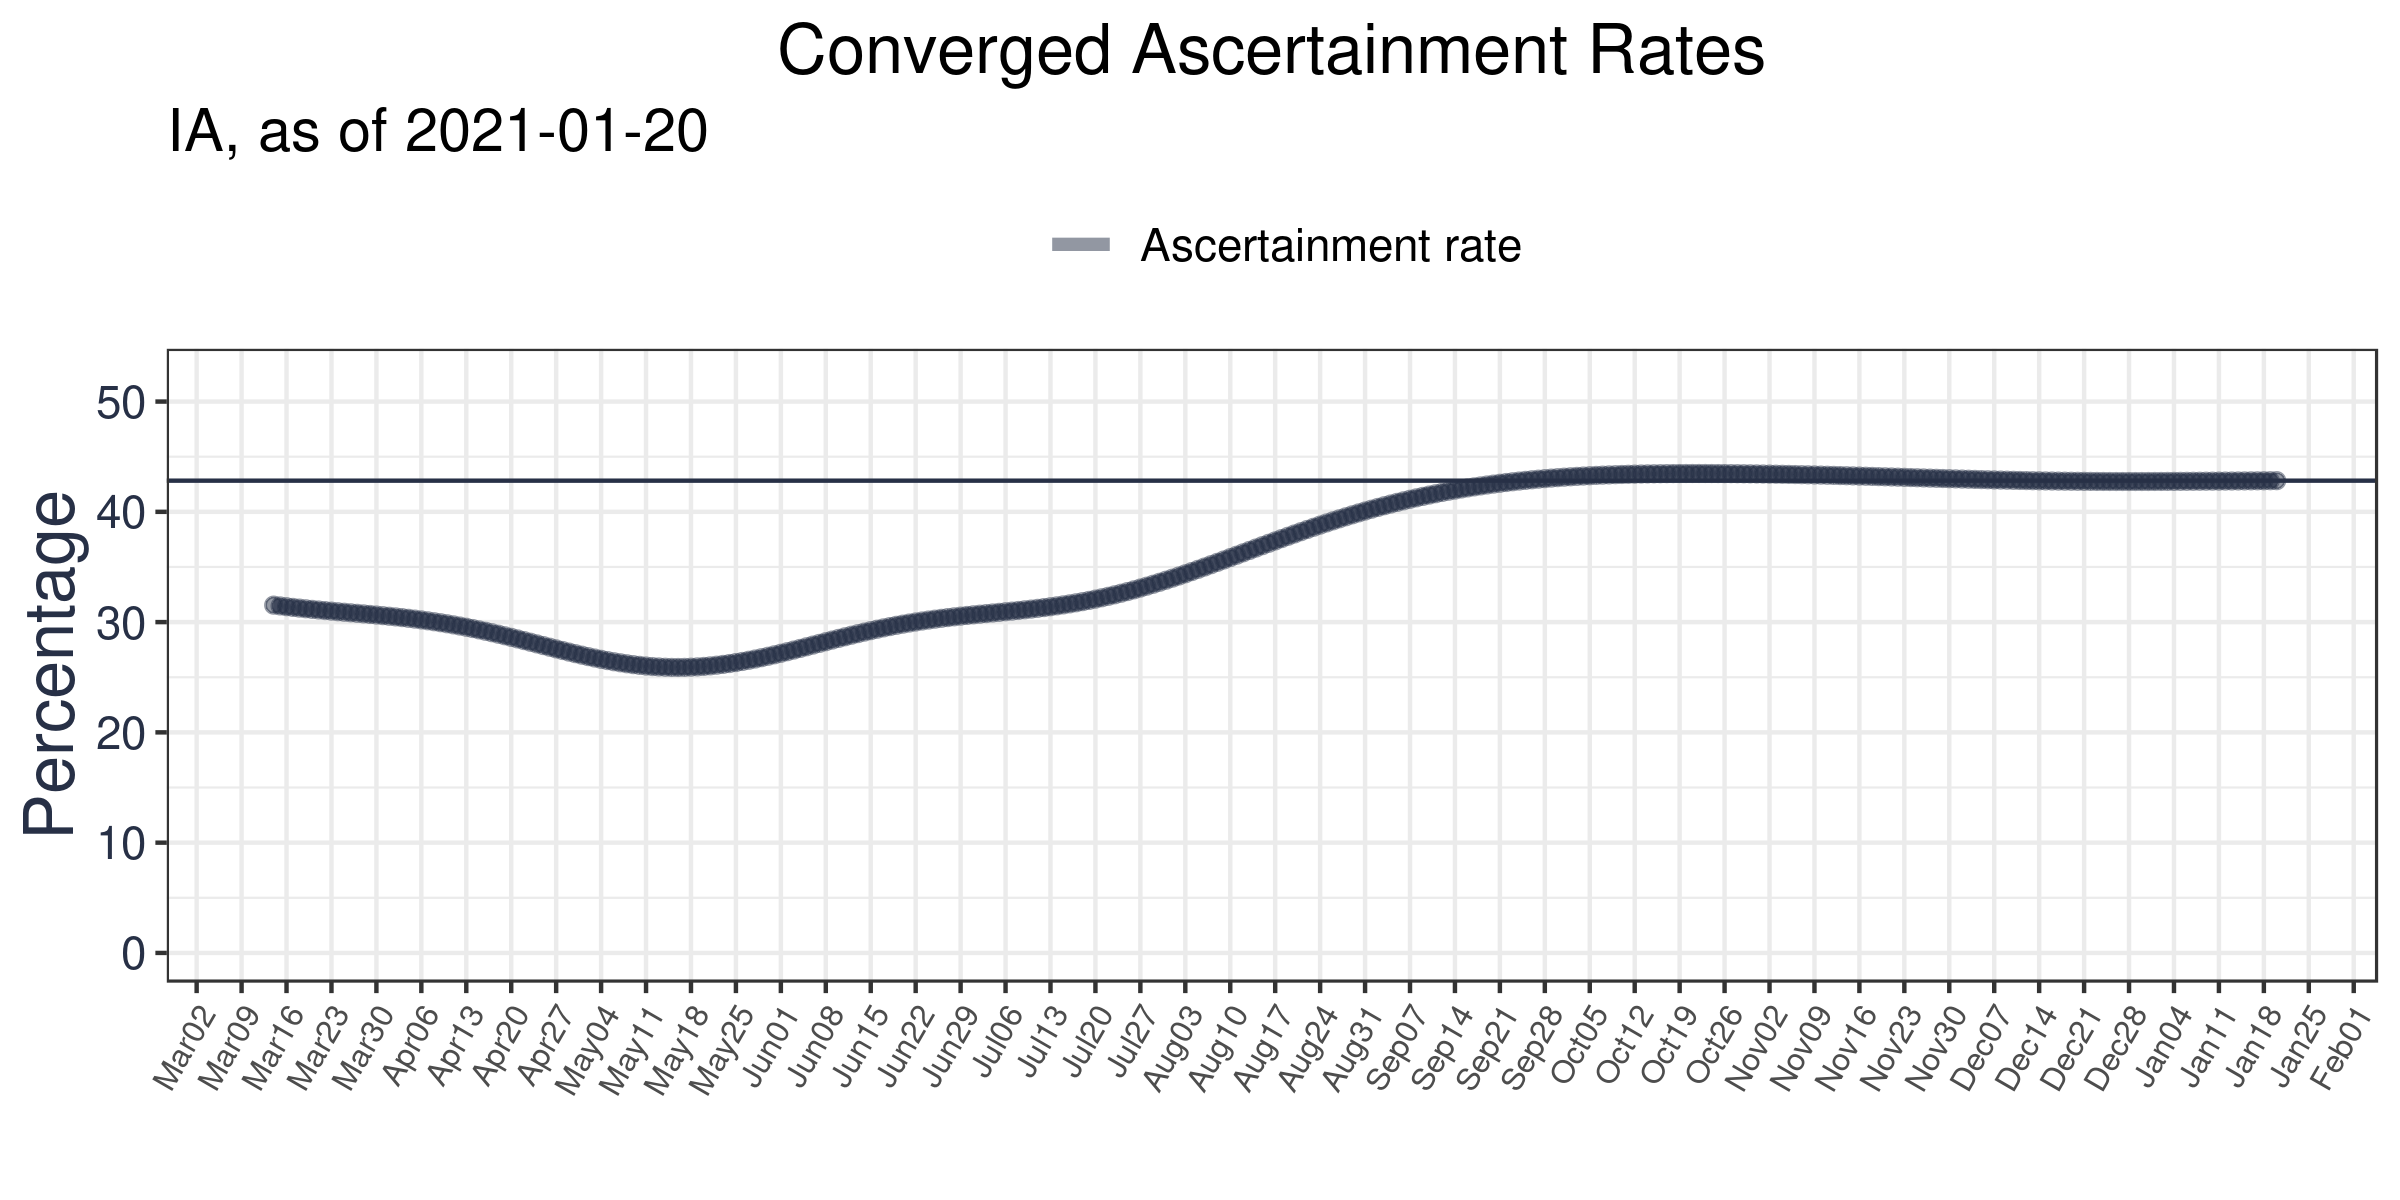 Converged Ascertainment Rates
IA, as of 2021-01-20
Ascertainment rate
Percentage
50
40
30
20
10
0
Mar02 Mar09 Mar16 Mar23 Mar30 Apr06 Apr13 Apr20 Apr27 May04 May11 May18 May25 Jun01 Jun08 Jun15 Jun22 Jun29 Jul06 Jul13 Jul20 Jul27 Aug03 Aug10 Aug17 Aug24 Aug31 Sep07 Sep14 Sep21 Sep28 Oct05 Oct12 Oct19 Oct26 Nov02 Nov09 Nov16 Nov23 Nov30 Dec07 Dec14 Dec21 Dec28 Jan04 Jan11 Jan18 Jan25 Feb01